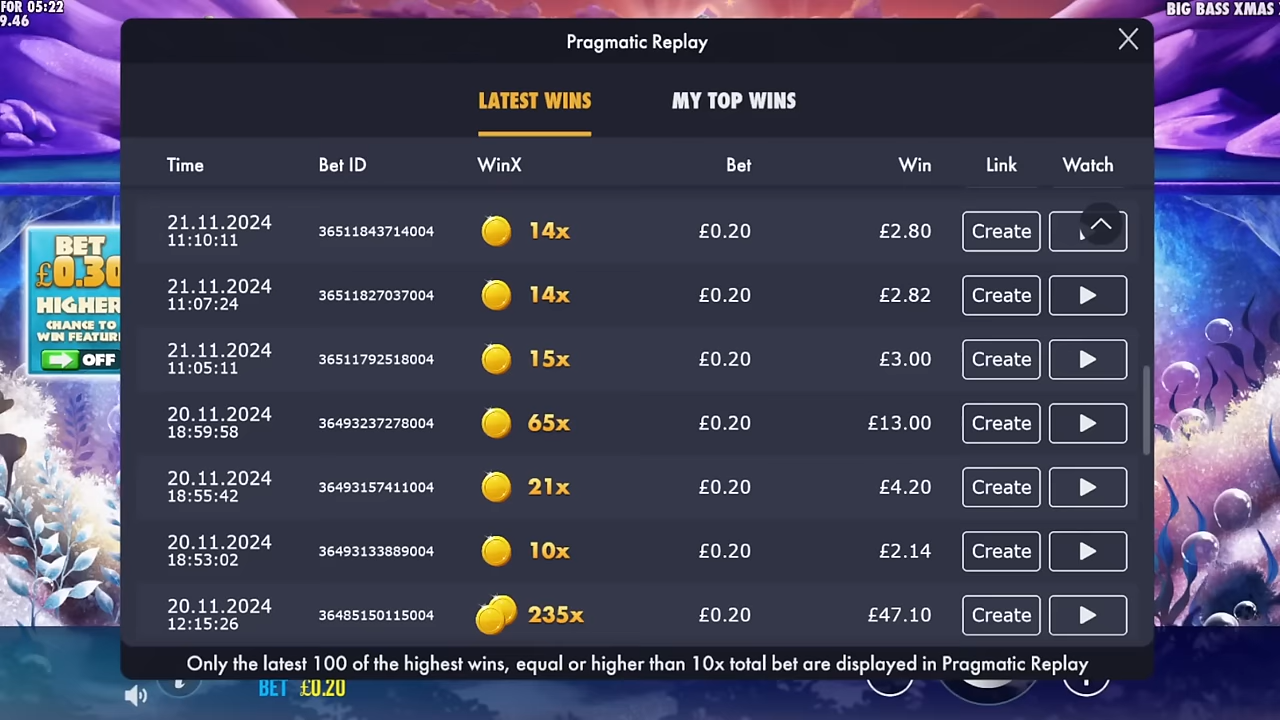 FOR 05:22
9.46
BIG BASS XMAS
Pragmatic Replay
LATEST WINS MY TOP WINS
Time Bet ID WinX Bet Win Link Watch
21.11.2024
11:10:11
36511843714004 14x £0.20 £2.80 Create
21.11.2024
11:07:24
36511827037004 14x £0.20 £2.82 Create
21.11.2024
11:05:11
36511792518004 15x £0.20 £3.00 Create
20.11.2024
18:59:58
36493237278004 65x £0.20 £13.00 Create
20.11.2024
18:55:42
36493157411004 21x £0.20 £4.20 Create
20.11.2024
18:53:02
36493133889004 10x £0.20 £2.14 Create
20.11.2024
12:15:26
36485150115004 235x £0.20 £47.10 Create
Only the latest 100 of the highest wins, equal or higher than 10x total bet are displayed in Pragmatic Replay
BET
£0.30
HIGHER
CHANCE TO
WIN FEATUR
OFF
BET £0.20